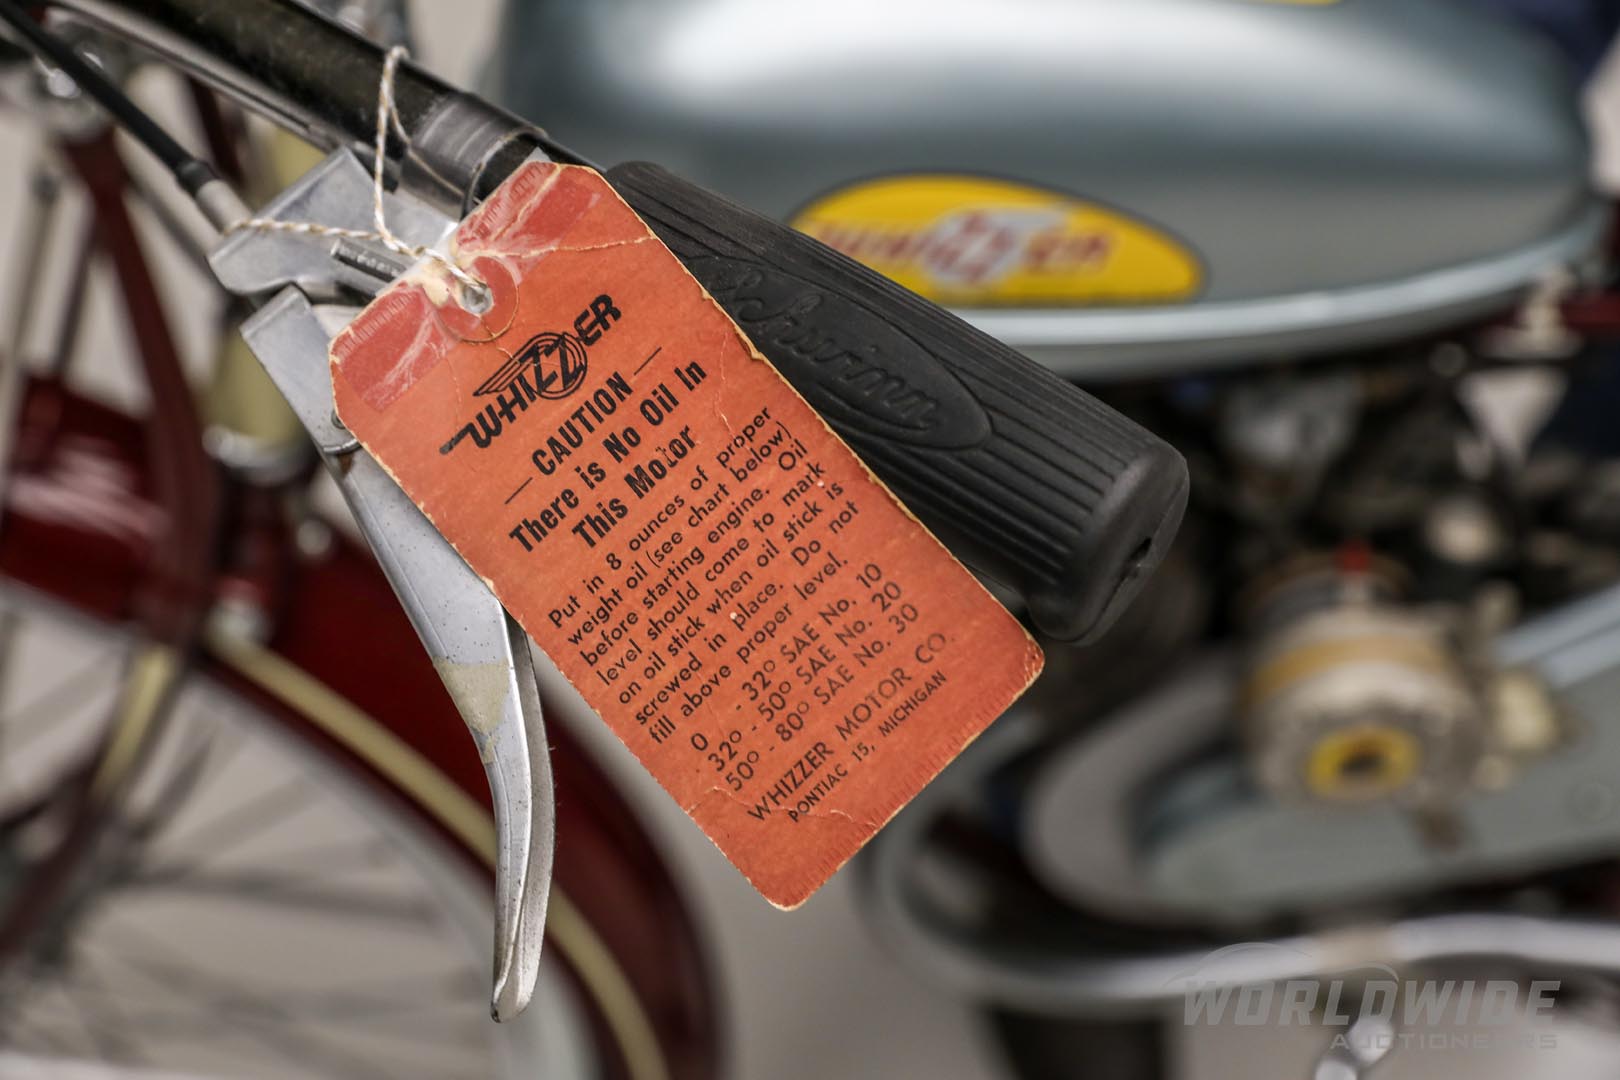 WHIZZER
CAUTION
There is No Oil In
This Motor
Put in 8 ounces of proper
weight oil (see chart below)
before starting engine. Oil
level should come to mark
on oil stick when oil stick is
screwed in place. Do not
fill above proper level.
0 - 32° SAE No. 10
32° - 50° SAE No. 20
50° - 80° SAE No. 30
WHIZZER MOTOR CO.
PONTIAC 15, MICHIGAN
Schwinn
WHIZZER
WORLDWIDE
AUCTIONEERS